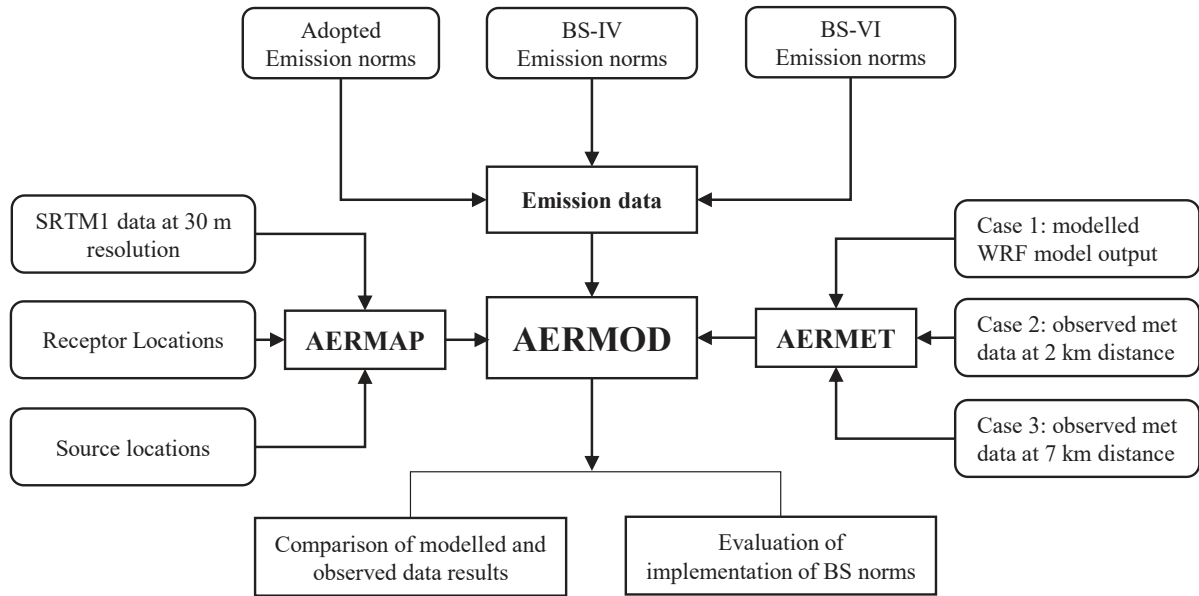 Adopted
Emission norms
BS-IV
Emission norms
BS-VI
Emission norms
Emission data
SRTM1 data at 30 m
resolution
Receptor Locations
Source locations
AERMAP
AERMOD
AERMET
Case 1: modelled
WRF model output
Case 2: observed met
data at 2 km distance
Case 3: observed met
data at 7 km distance
Comparison of modelled and
observed data results
Evaluation of
implementation of BS norms